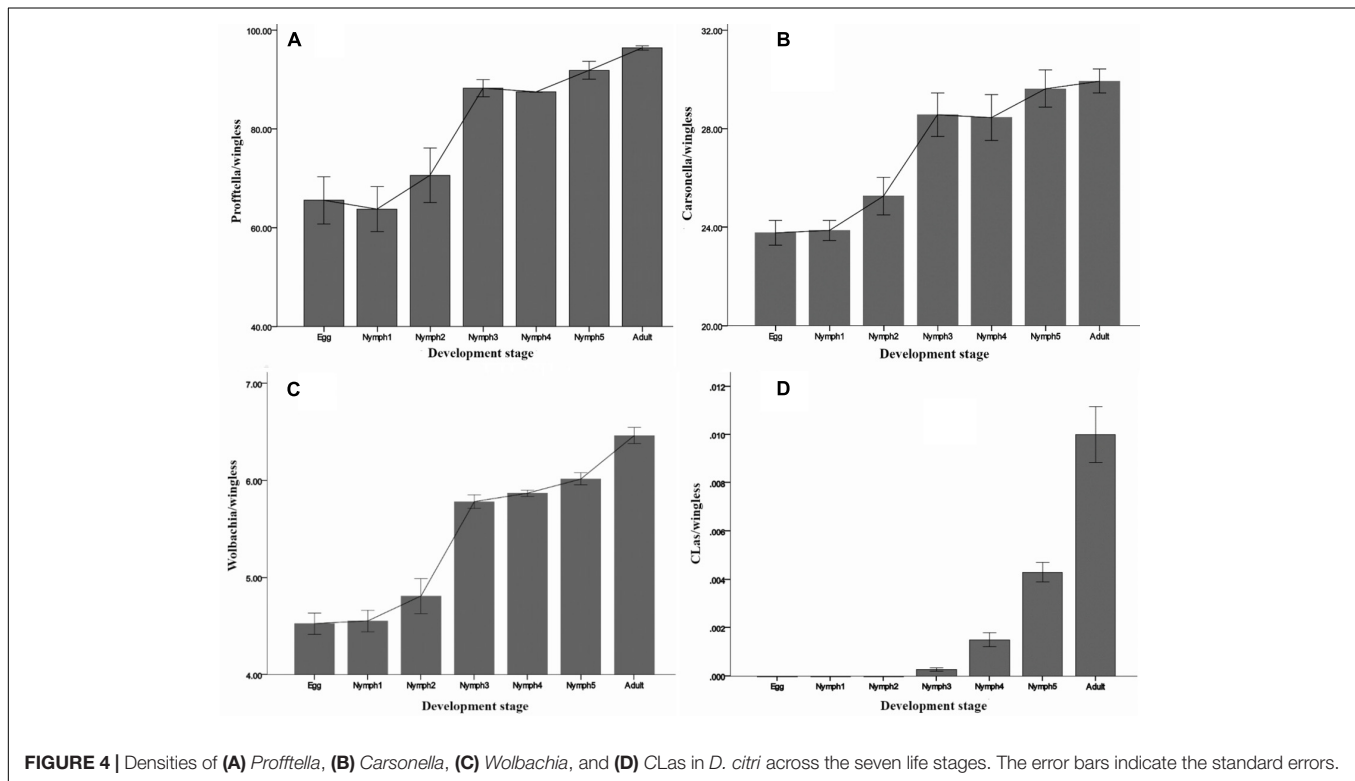 A
100.00
80.00
60.00
40.00
Profftella/wingless
Egg Nymph1 Nymph2 Nymph3 Nymph4 Nymph5 Adult
Development stage
B
32.00
28.00
24.00
20.00
Carsonella/wingless
Egg Nymph1 Nymph2 Nymph3 Nymph4 Nymph5 Adult
Development stage
C
7.00
6.00
5.00
4.00
Wolbachia/wingless
Egg Nymph1 Nymph2 Nymph3 Nymph4 Nymph5 Adult
Development stage
D
.012
.010
.008
.006
.004
.002
.000
CLas/wingless
Egg Nymph1 Nymph2 Nymph3 Nymph4 Nymph5 Adult
Development stage
FIGURE 4 | Densities of (A) Profftella, (B) Carsonella, (C) Wolbachia, and (D) CLas in D. citri across the seven life stages. The error bars indicate the standard errors.